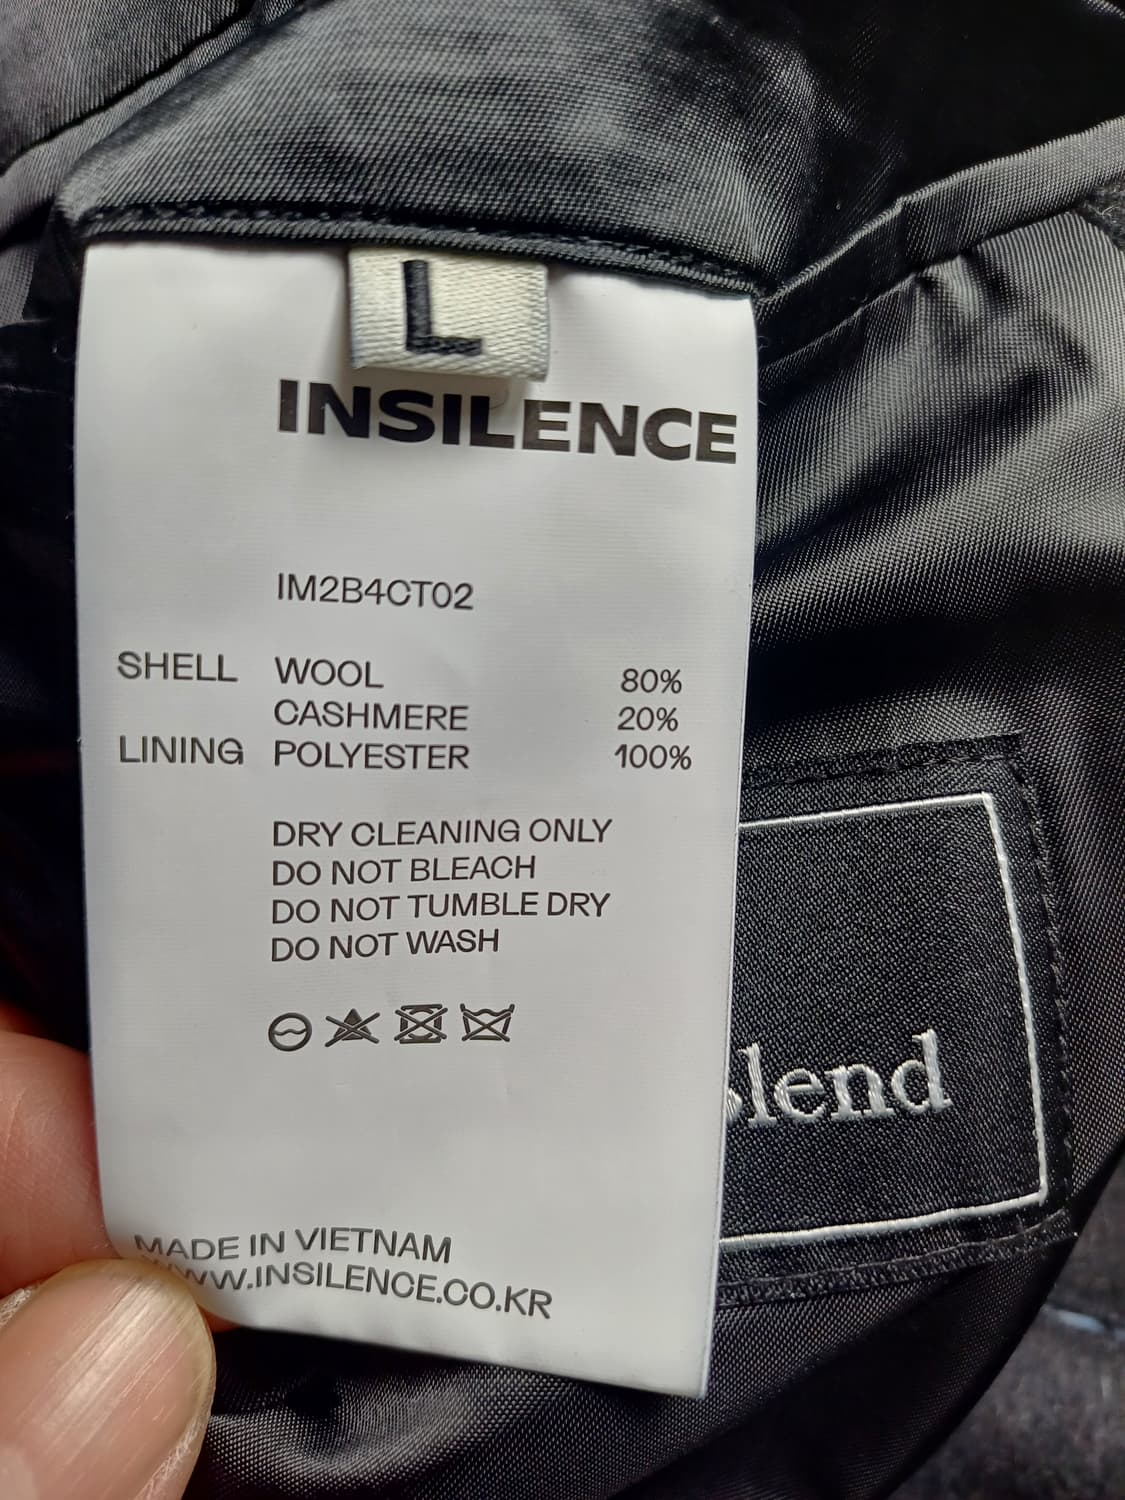 L
INSILENCE
IM2B4CT02
SHELL WOOL 80%
CASHMERE 20%
LINING POLYESTER 100%
DRY CLEANING ONLY
DO NOT BLEACH
DO NOT TUMBLE DRY
DO NOT WASH
MADE IN VIETNAM
WWW.INSILENCE.CO.KR